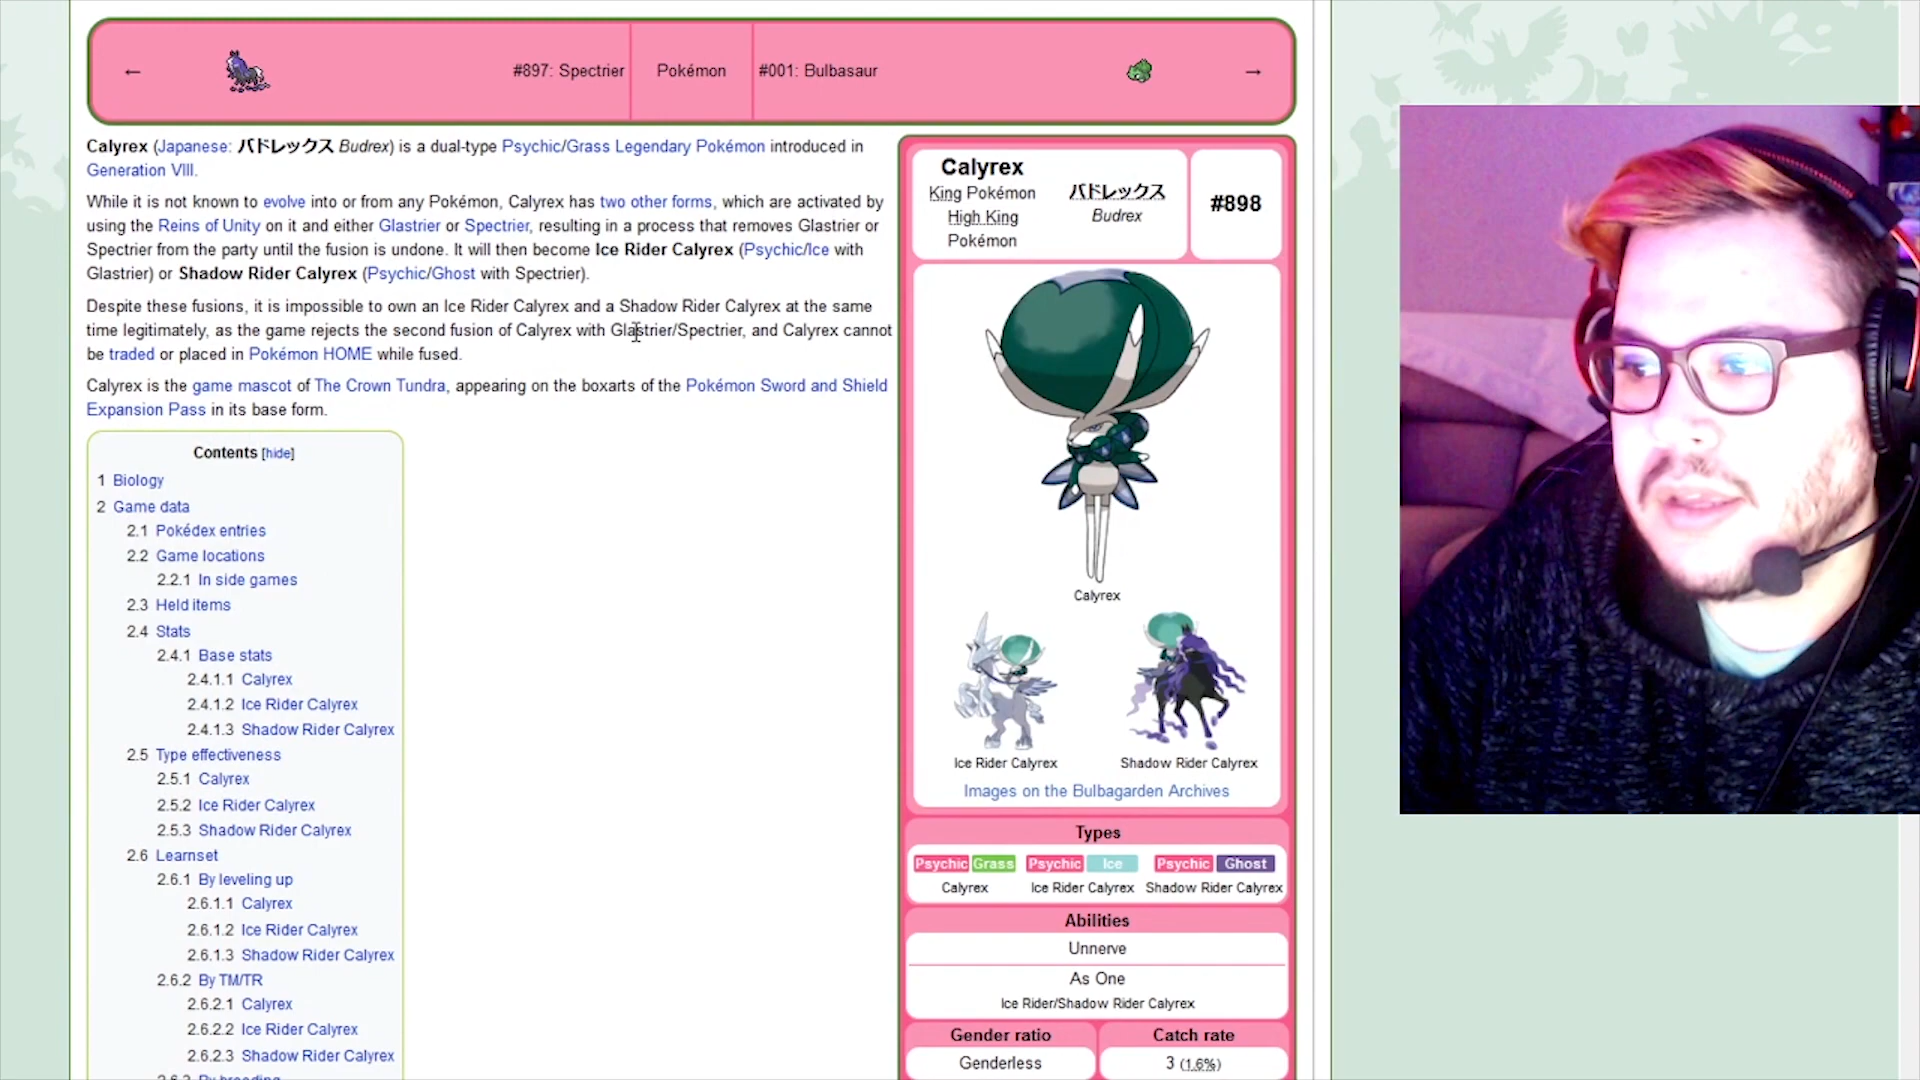 ← #897: Spectrier Pokémon #001: Bulbasaur →
Calyrex (Japanese: バドレックス Budrex) is a dual-type Psychic/Grass Legendary Pokémon introduced in
Generation VIII.
While it is not known to evolve into or from any Pokémon, Calyrex has two other forms, which are activated by
using the Reins of Unity on it and either Glastrier or Spectrier, resulting in a process that removes Glastrier or
Spectrier from the party until the fusion is undone. It will then become Ice Rider Calyrex (Psychic/Ice with
Glastrier) or Shadow Rider Calyrex (Psychic/Ghost with Spectrier).
Despite these fusions, it is impossible to own an Ice Rider Calyrex and a Shadow Rider Calyrex at the same
time legitimately, as the game rejects the second fusion of Calyrex with Glastrier/Spectrier, and Calyrex cannot
be traded or placed in Pokémon HOME while fused.
Calyrex is the game mascot of The Crown Tundra, appearing on the boxarts of the Pokémon Sword and Shield
Expansion Pass in its base form.
Contents [hide]
1 Biology
2 Game data
2.1 Pokédex entries
2.2 Game locations
2.2.1 In side games
2.3 Held items
2.4 Stats
2.4.1 Base stats
2.4.1.1 Calyrex
2.4.1.2 Ice Rider Calyrex
2.4.1.3 Shadow Rider Calyrex
2.5 Type effectiveness
2.5.1 Calyrex
2.5.2 Ice Rider Calyrex
2.5.3 Shadow Rider Calyrex
2.6 Learnset
2.6.1 By leveling up
2.6.1.1 Calyrex
2.6.1.2 Ice Rider Calyrex
2.6.1.3 Shadow Rider Calyrex
2.6.2 By TM/TR
2.6.2.1 Calyrex
2.6.2.2 Ice Rider Calyrex
2.6.2.3 Shadow Rider Calyrex
2.6.3 By breeding
Calyrex
King Pokémon
High King
Pokémon
バドレックス
Budrex
#898
Calyrex
Ice Rider Calyrex Shadow Rider Calyrex
Images on the Bulbagarden Archives
Types
Psychic Grass Psychic Ice Psychic Ghost
Calyrex Ice Rider Calyrex Shadow Rider Calyrex
Abilities
Unnerve
As One
Ice Rider/Shadow Rider Calyrex
Gender ratio Catch rate
Genderless 3 (1.6%)